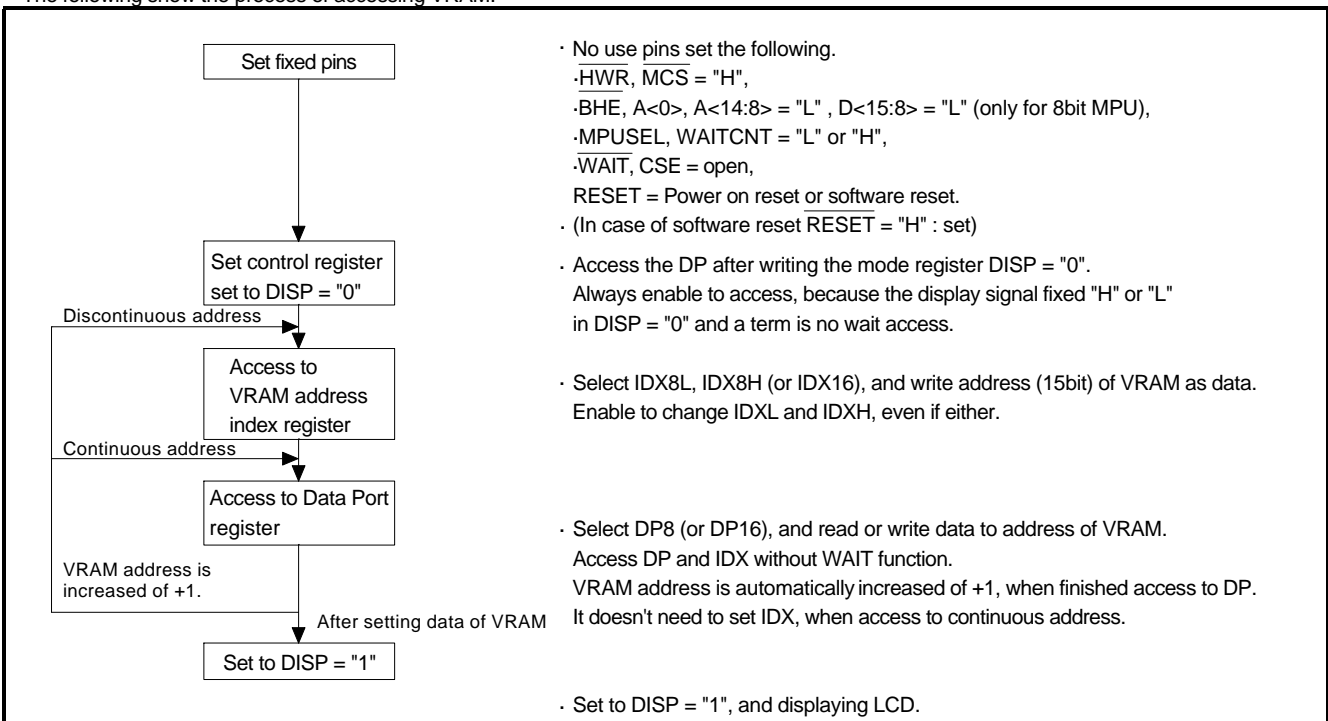 The following show the process of accessing VRAM.
Set fixed pins
· No use pins set the following.
·HWR, MCS = "H",
·BHE, A<0>, A<14:8> = "L" , D<15:8> = "L" (only for 8bit MPU),
·MPUSEL, WAITCNT = "L" or "H",
·WAIT, CSE = open,
RESET = Power on reset or software reset.
· (In case of software reset RESET = "H" : set)
Set control register
set to DISP = "0"
· Access the DP after writing the mode register DISP = "0".
Always enable to access, because the display signal fixed "H" or "L"
in DISP = "0" and a term is no wait access.
Discontinuous address
Access to
VRAM address
index register
· Select IDX8L, IDX8H (or IDX16), and write address (15bit) of VRAM as data.
Enable to change IDXL and IDXH, even if either.
Continuous address
Access to Data Port
register
· Select DP8 (or DP16), and read or write data to address of VRAM.
Access DP and IDX without WAIT function.
VRAM address is automatically increased of +1, when finished access to DP.
It doesn't need to set IDX, when access to continuous address.
VRAM address is
increased of +1.
After setting data of VRAM
Set to DISP = "1"
· Set to DISP = "1", and displaying LCD.